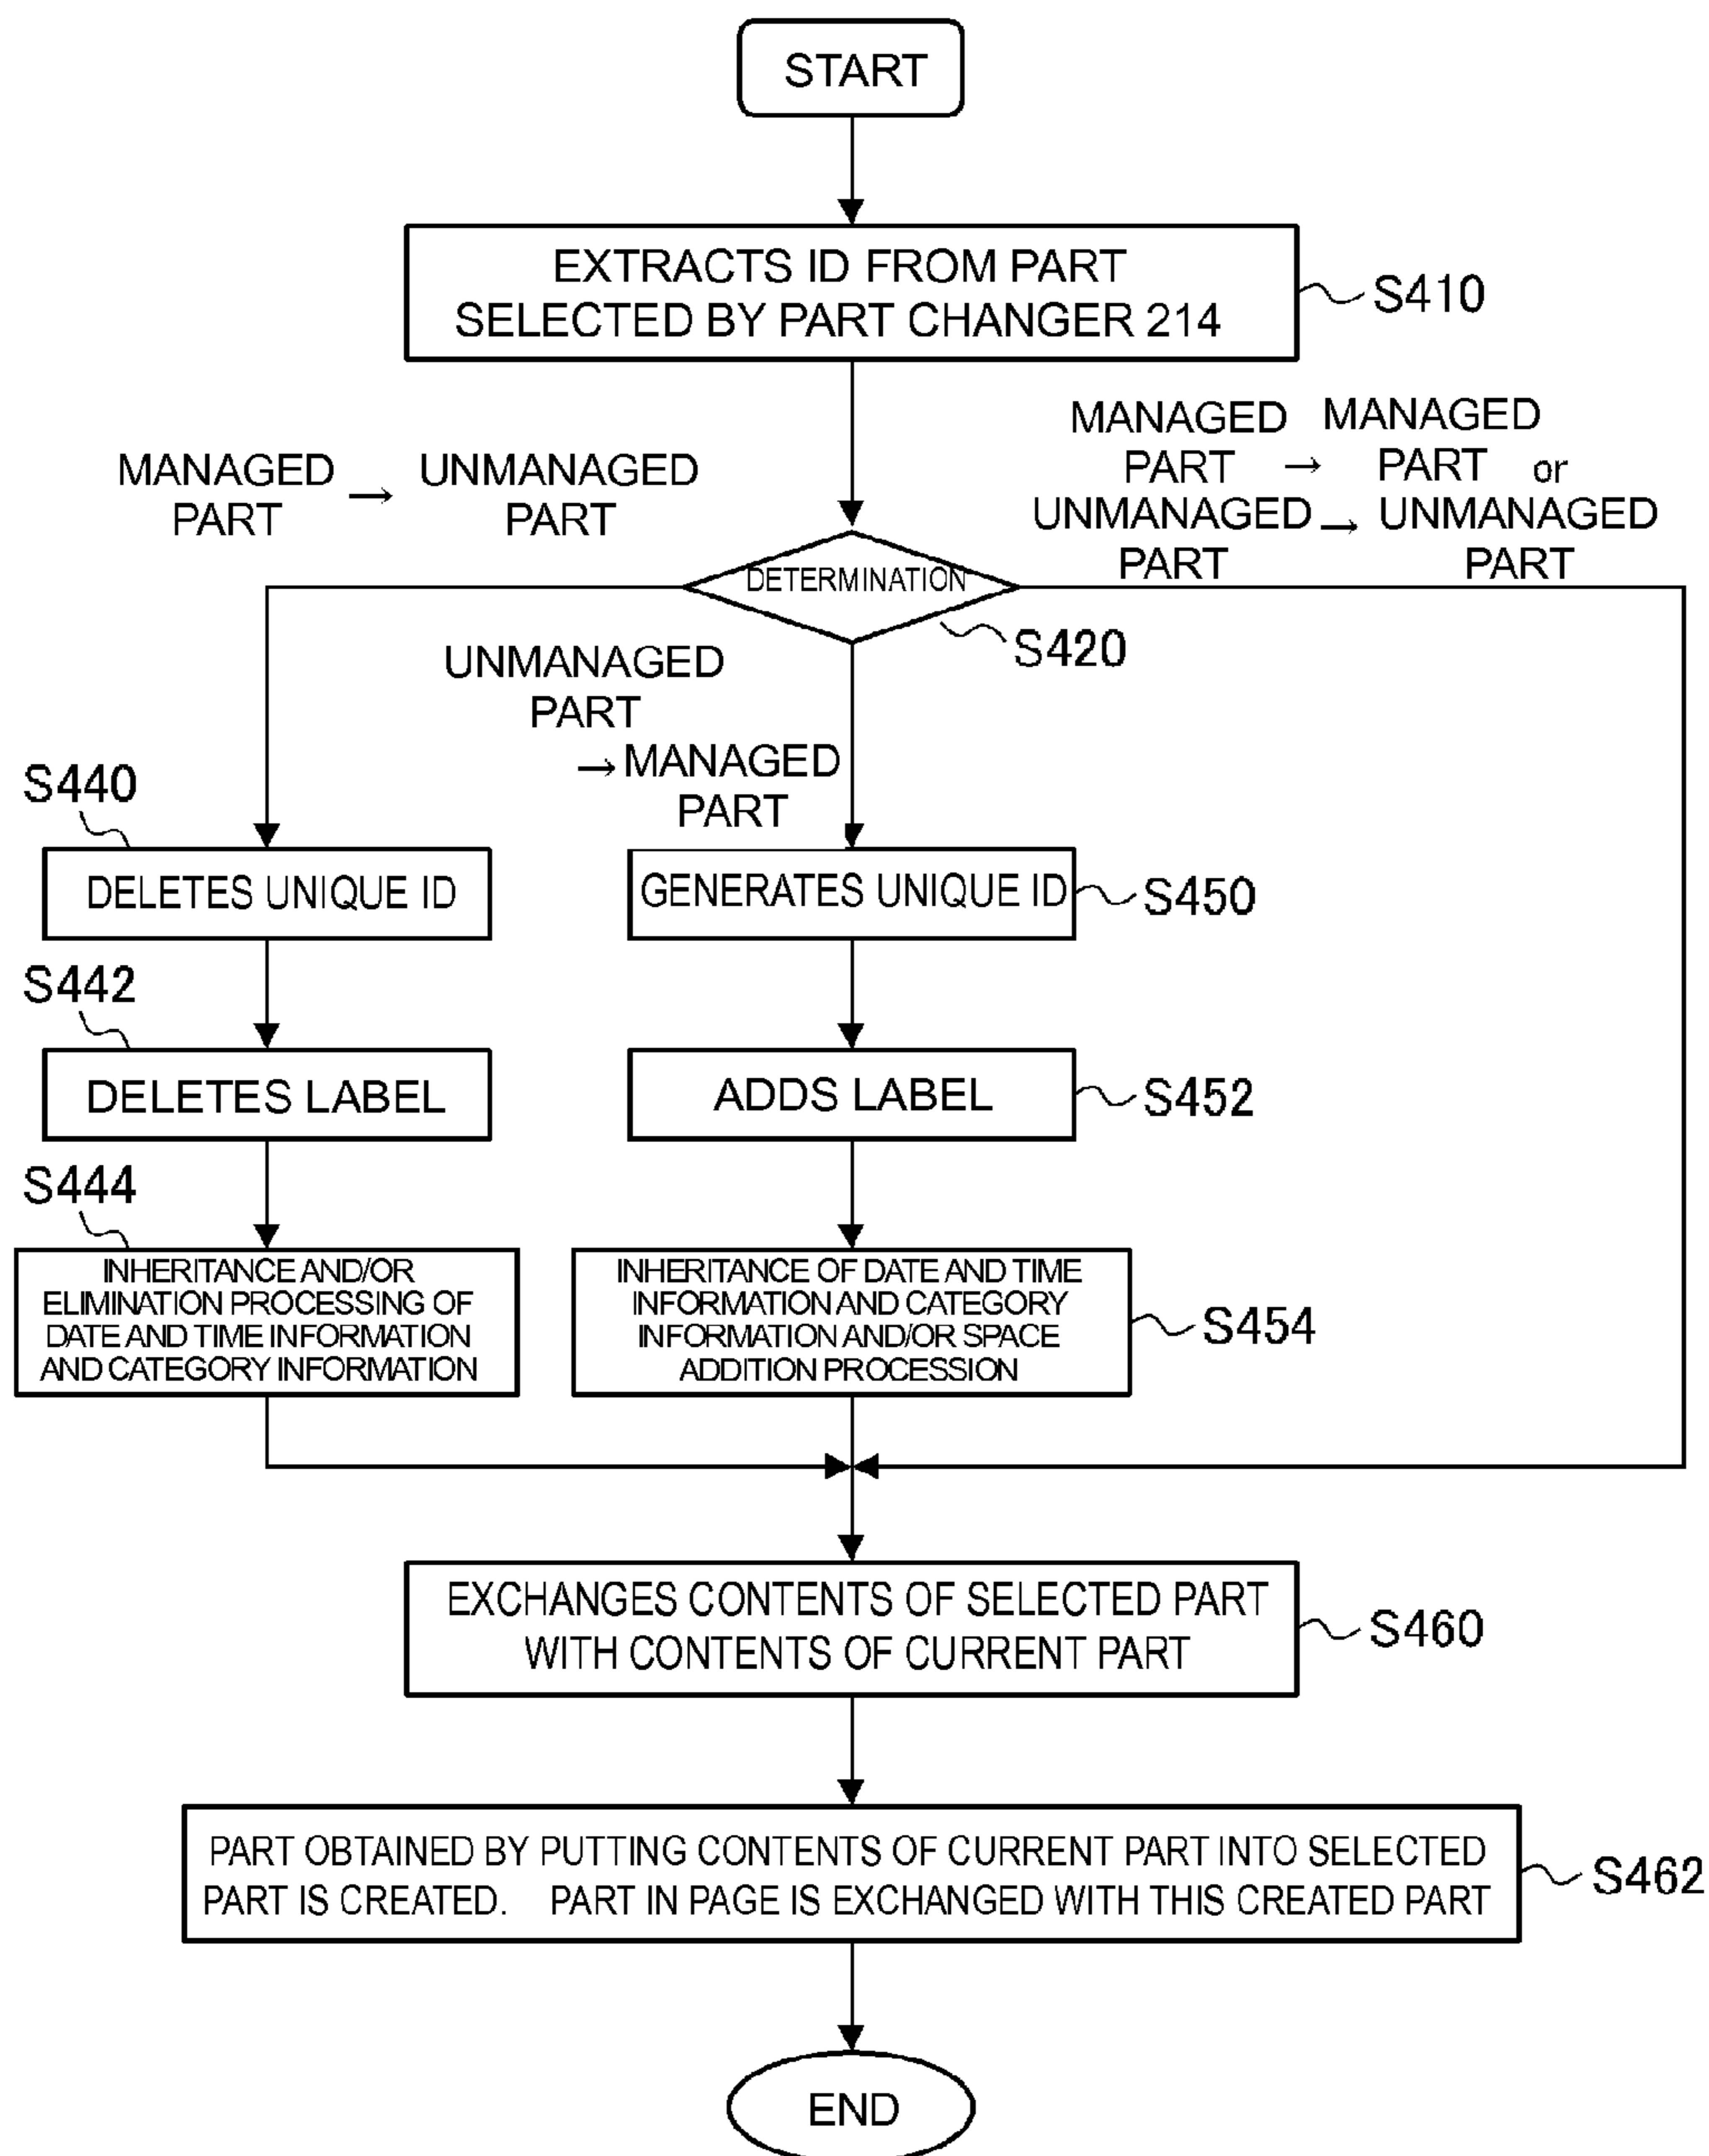 START
EXTRACTS ID FROM PART
SELECTED BY PART CHANGER 214
S410
MANAGED → UNMANAGED
PART PART
MANAGED → MANAGED
PART PART or
UNMANAGED → UNMANAGED
PART PART
DETERMINATION
S420
UNMANAGED
PART
→ MANAGED
PART
S440
DELETES UNIQUE ID
GENERATES UNIQUE ID
S450
S442
DELETES LABEL
ADDS LABEL
S452
S444
INHERITANCE AND/OR
ELIMINATION PROCESSING OF
DATE AND TIME INFORMATION
AND CATEGORY INFORMATION
INHERITANCE OF DATE AND TIME
INFORMATION AND CATEGORY
INFORMATION AND/OR SPACE
ADDITION PROCESSION
S454
EXCHANGES CONTENTS OF SELECTED PART
WITH CONTENTS OF CURRENT PART
S460
PART OBTAINED BY PUTTING CONTENTS OF CURRENT PART INTO SELECTED
PART IS CREATED. PART IN PAGE IS EXCHANGED WITH THIS CREATED PART
S462
END